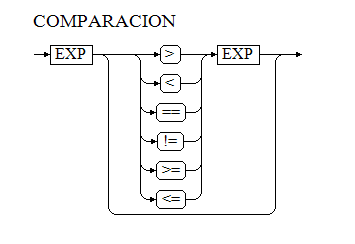 COMPARACION
EXP > EXP
<
==
!=
>=
<=